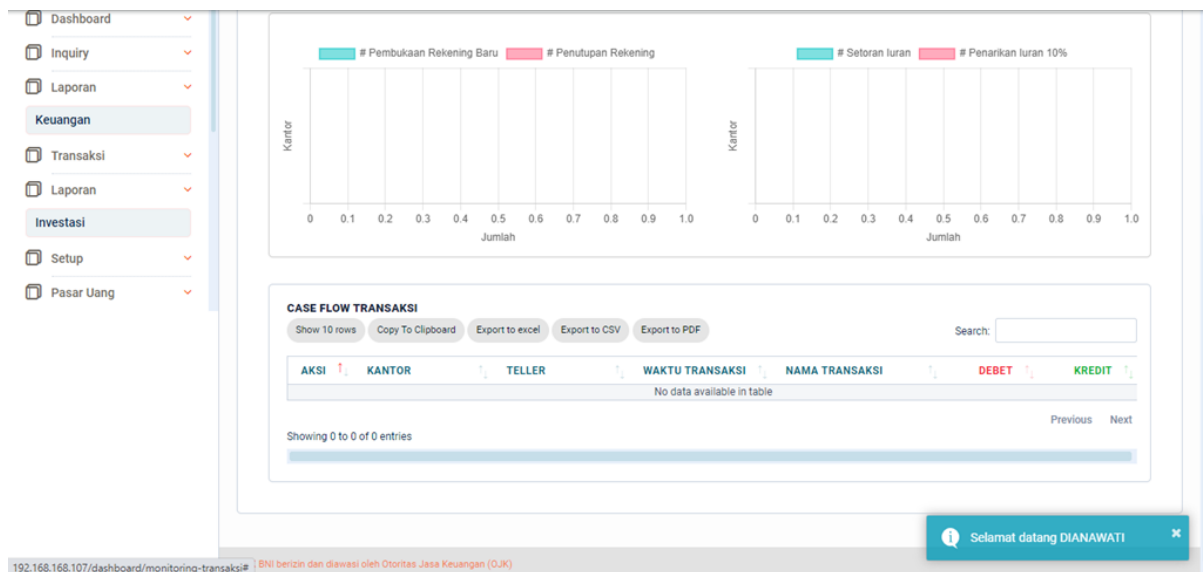 Dashboard
Inquiry
Laporan
Keuangan
Transaksi
Laporan
Investasi
Setup
Pasar Uang
# Pembukaan Rekening Baru # Penutupan Rekening
Kantor
0 0.1 0.2 0.3 0.4 0.5 0.6 0.7 0.8 0.9 1.0
Jumlah
# Setoran Iuran # Penarikan Iuran 10%
Kantor
0 0.1 0.2 0.3 0.4 0.5 0.6 0.7 0.8 0.9 1.0
Jumlah
CASE FLOW TRANSAKSI
Show 10 rows Copy To Clipboard Export to excel Export to CSV Export to PDF Search:
AKSI KANTOR TELLER WAKTU TRANSAKSI NAMA TRANSAKSI DEBET KREDIT
No data available in table
Previous Next
Showing 0 to 0 of 0 entries
Selamat datang DIANAWATI ×
BNI berizin dan diawasi oleh Otoritas Jasa Keuangan (OJK)
192.168.168.107/dashboard/monitoring-transaksi#